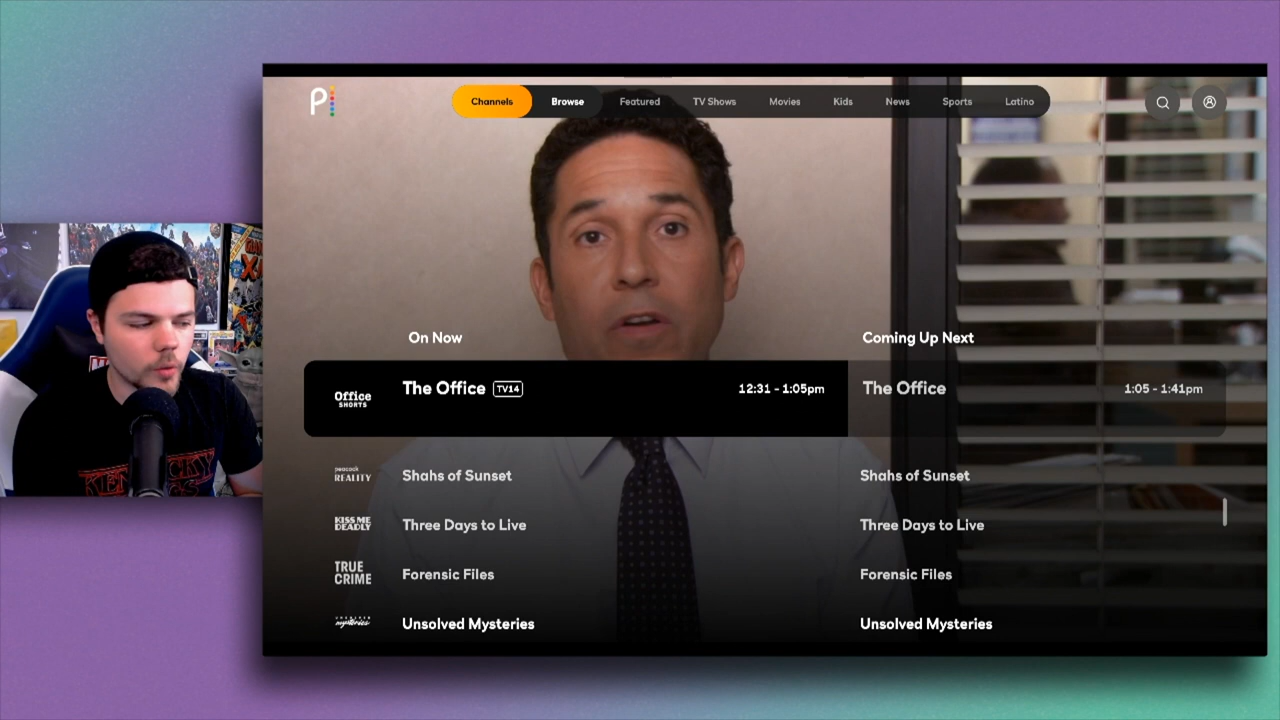 P
Channels Browse Featured TV Shows Movies Kids News Sports Latino
On Now Coming Up Next
Office
SHORTS
The Office TV14 12:31 - 1:05pm The Office 1:05 - 1:41pm
peacock
REALITY
Shahs of Sunset Shahs of Sunset
KISS ME
DEADLY
Three Days to Live Three Days to Live
TRUE
CRIME
Forensic Files Forensic Files
UNSOLVED
mysteries
Unsolved Mysteries Unsolved Mysteries